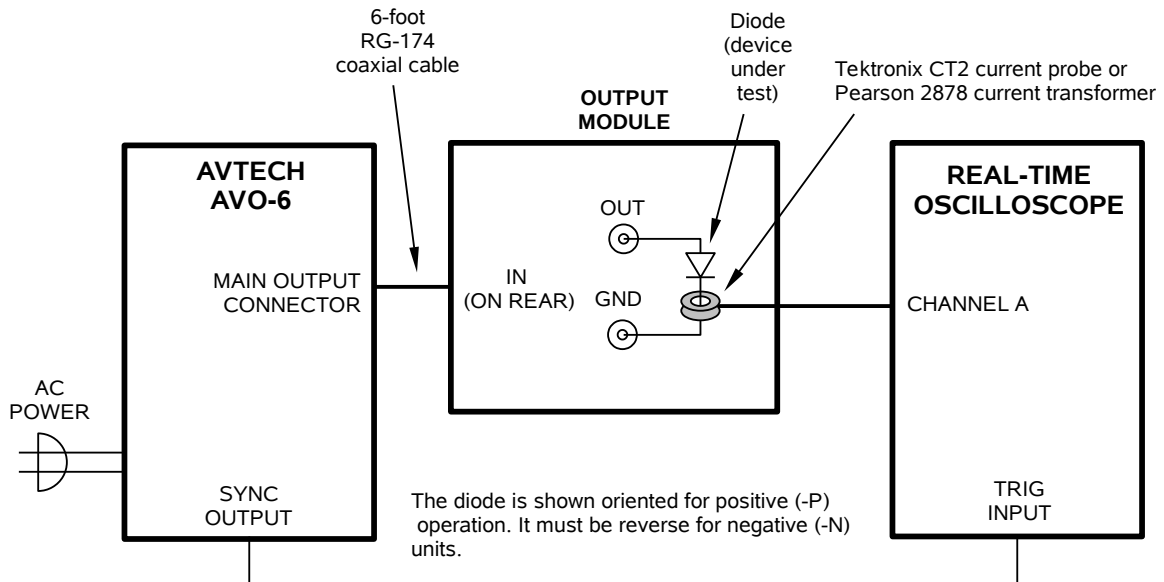 6-foot
RG-174
coaxial cable
Diode
(device
under
test)
Tektronix CT2 current probe or
Pearson 2878 current transformer
OUTPUT
MODULE
AVTECH
AVO-6
REAL-TIME
OSCILLOSCOPE
OUT
MAIN OUTPUT
CONNECTOR
IN
(ON REAR)
GND
CHANNEL A
AC
POWER
SYNC
OUTPUT
The diode is shown oriented for positive (-P)
operation. It must be reverse for negative (-N)
units.
TRIG
INPUT